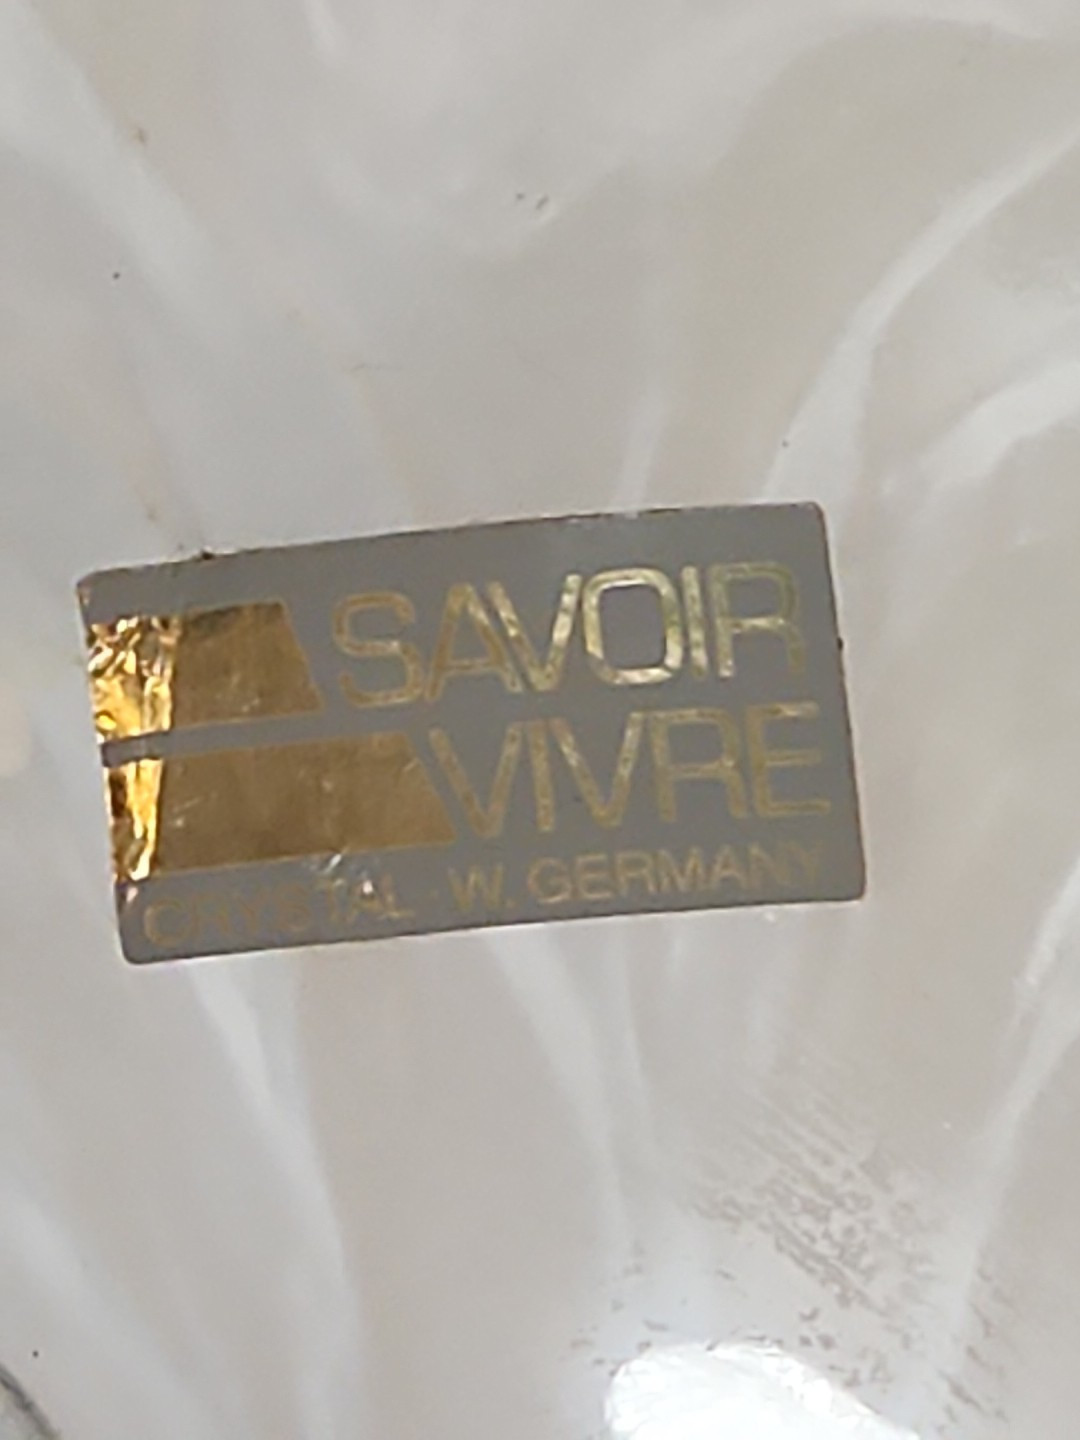 SAVOIR
VIVRE
CRYSTAL · W. GERMANY